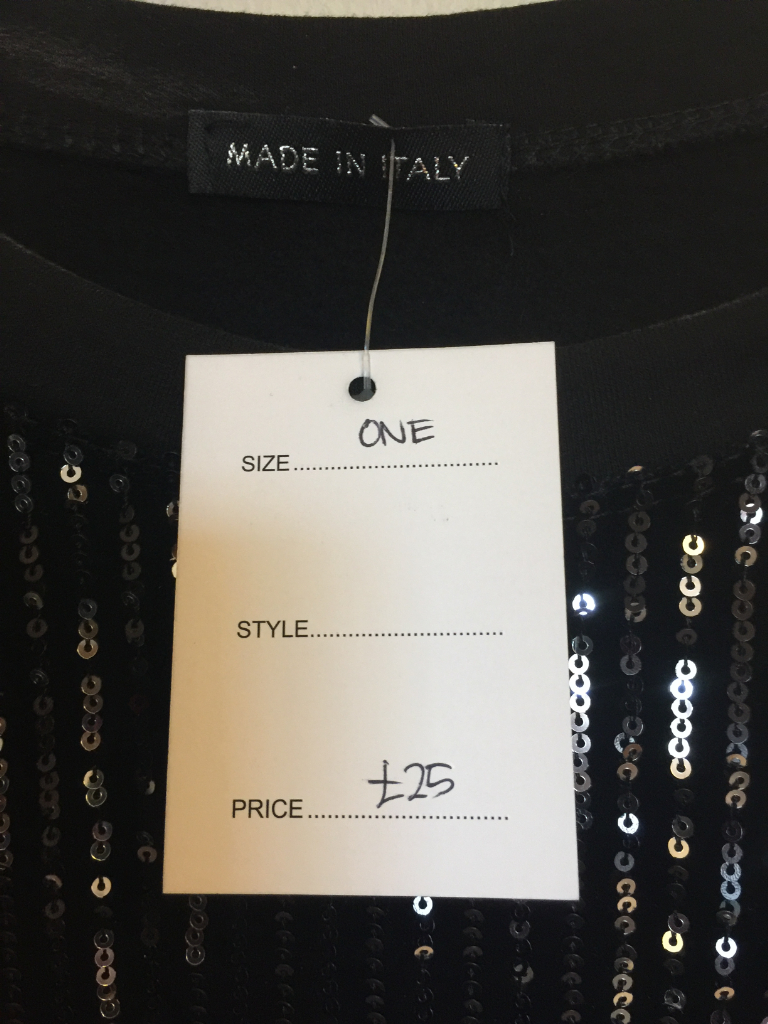 MADE IN ITALY
ONE
SIZE................................
STYLE..............................
£25
PRICE...............................